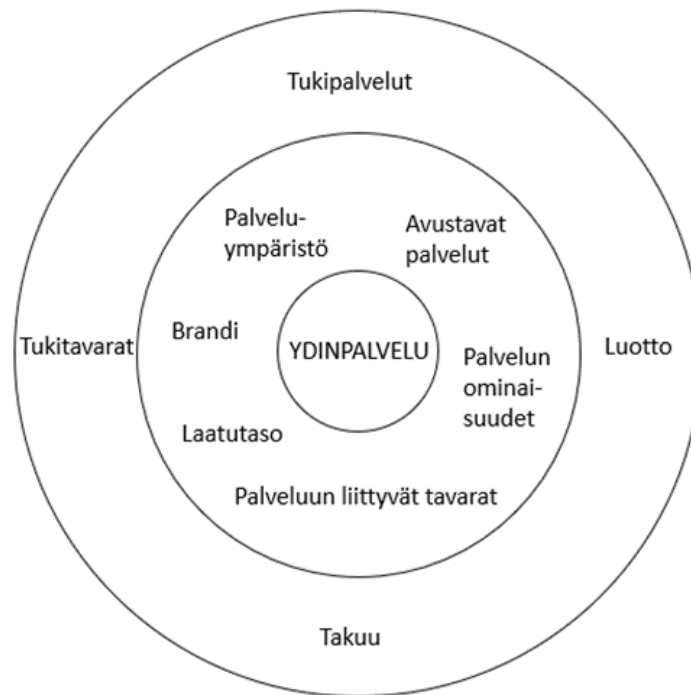 Tukipalvelut
Palvelu-
ympäristö
Avustavat
palvelut
Brandi
YDINPALVELU
Tukitavarat
Luotto
Palvelun
ominai-
suudet
Laatutaso
Palveluun liittyvät tavarat
Takuu